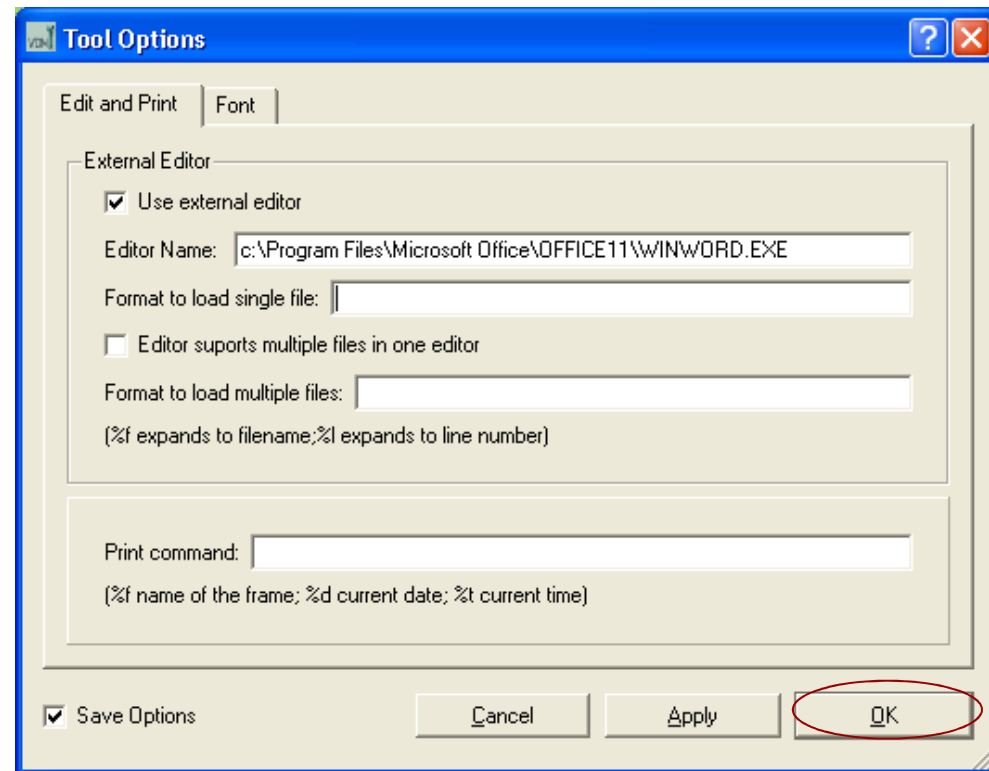 Tool Options
Edit and Print
Font
External Editor
Use external editor
Editor Name: c:\Program Files\Microsoft Office\OFFICE11\WINWORD.EXE
Format to load single file:
Editor suports multiple files in one editor
Format to load multiple files:
(%f expands to filename;%l expands to line number)
Print command:
(%f name of the frame; %d current date; %t current time)
Save Options
Cancel
Apply
OK